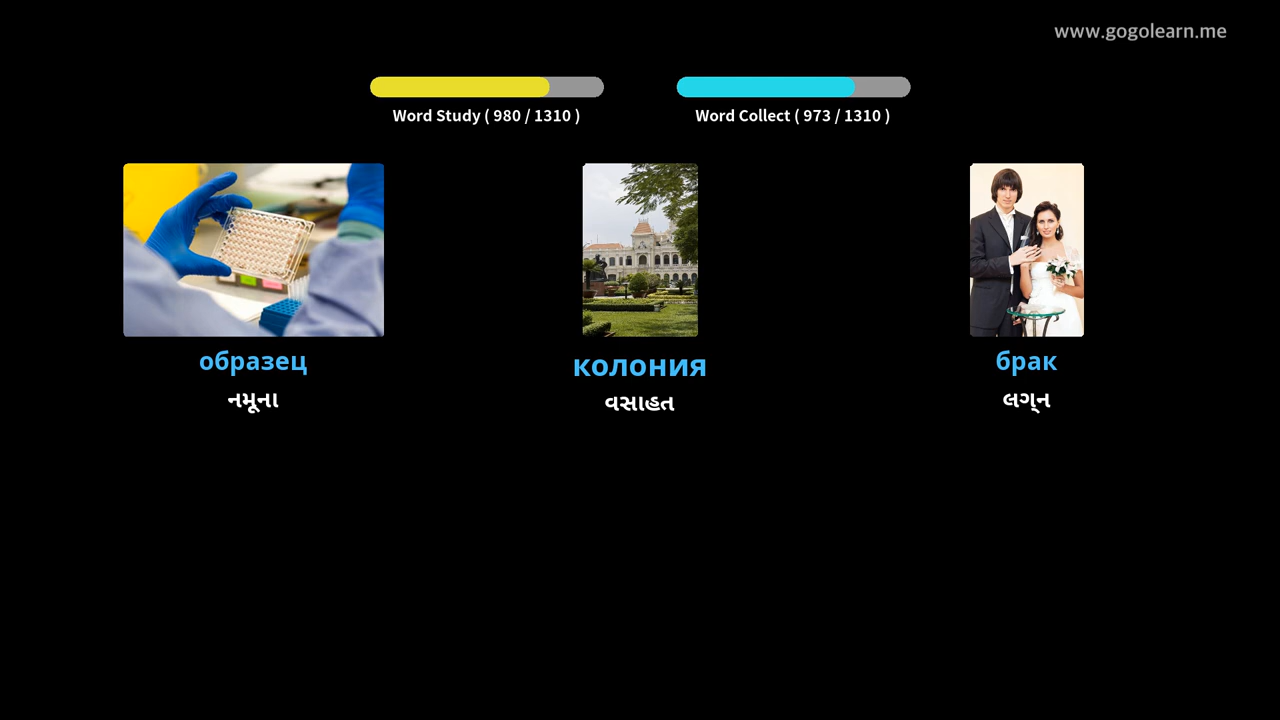 www.gogolearn.me
Word Study ( 980 / 1310 )
Word Collect ( 973 / 1310 )
образец
колония
брак
નમૂના
વસાહત
લગ્ન